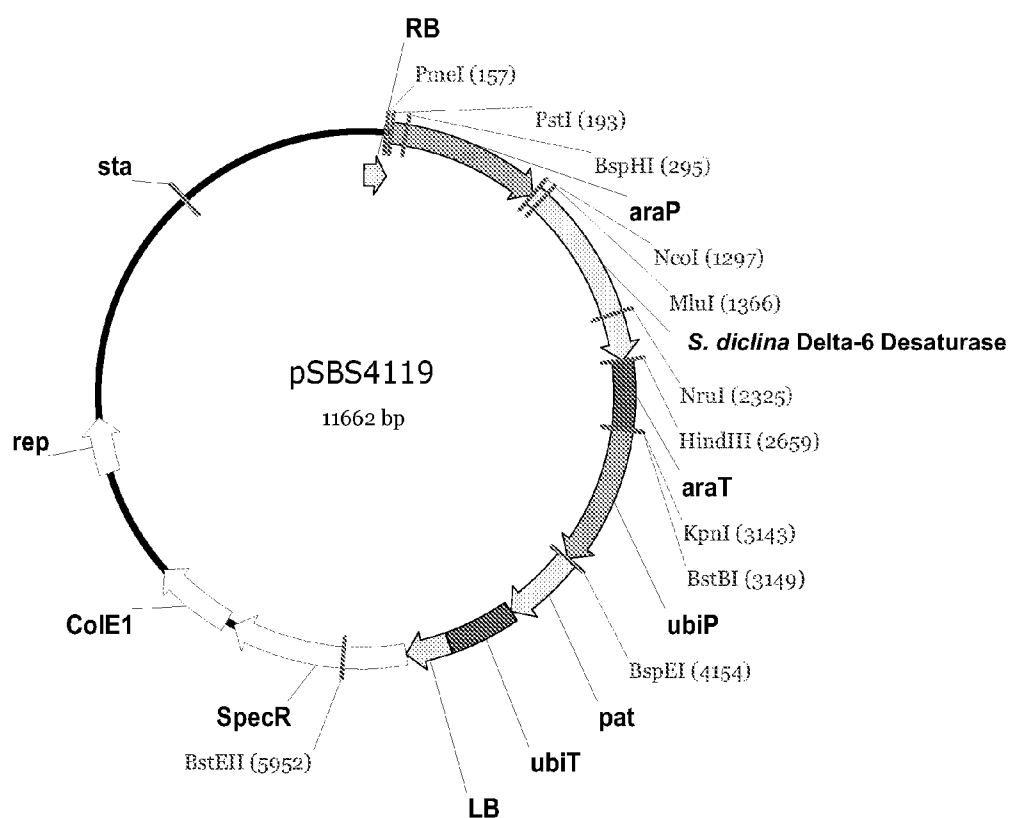 RB
PmeI (157)
PstI (193)
BspHI (295)
araP
NcoI (1297)
MluI (1366)
S. diclina Delta-6 Desaturase
NruI (2325)
HindIII (2659)
araT
KpnI (3143)
BstBI (3149)
ubiP
BspEI (4154)
pat
ubiT
LB
BstEII (5952)
SpecR
ColE1
rep
sta
pSBS4119
11662 bp